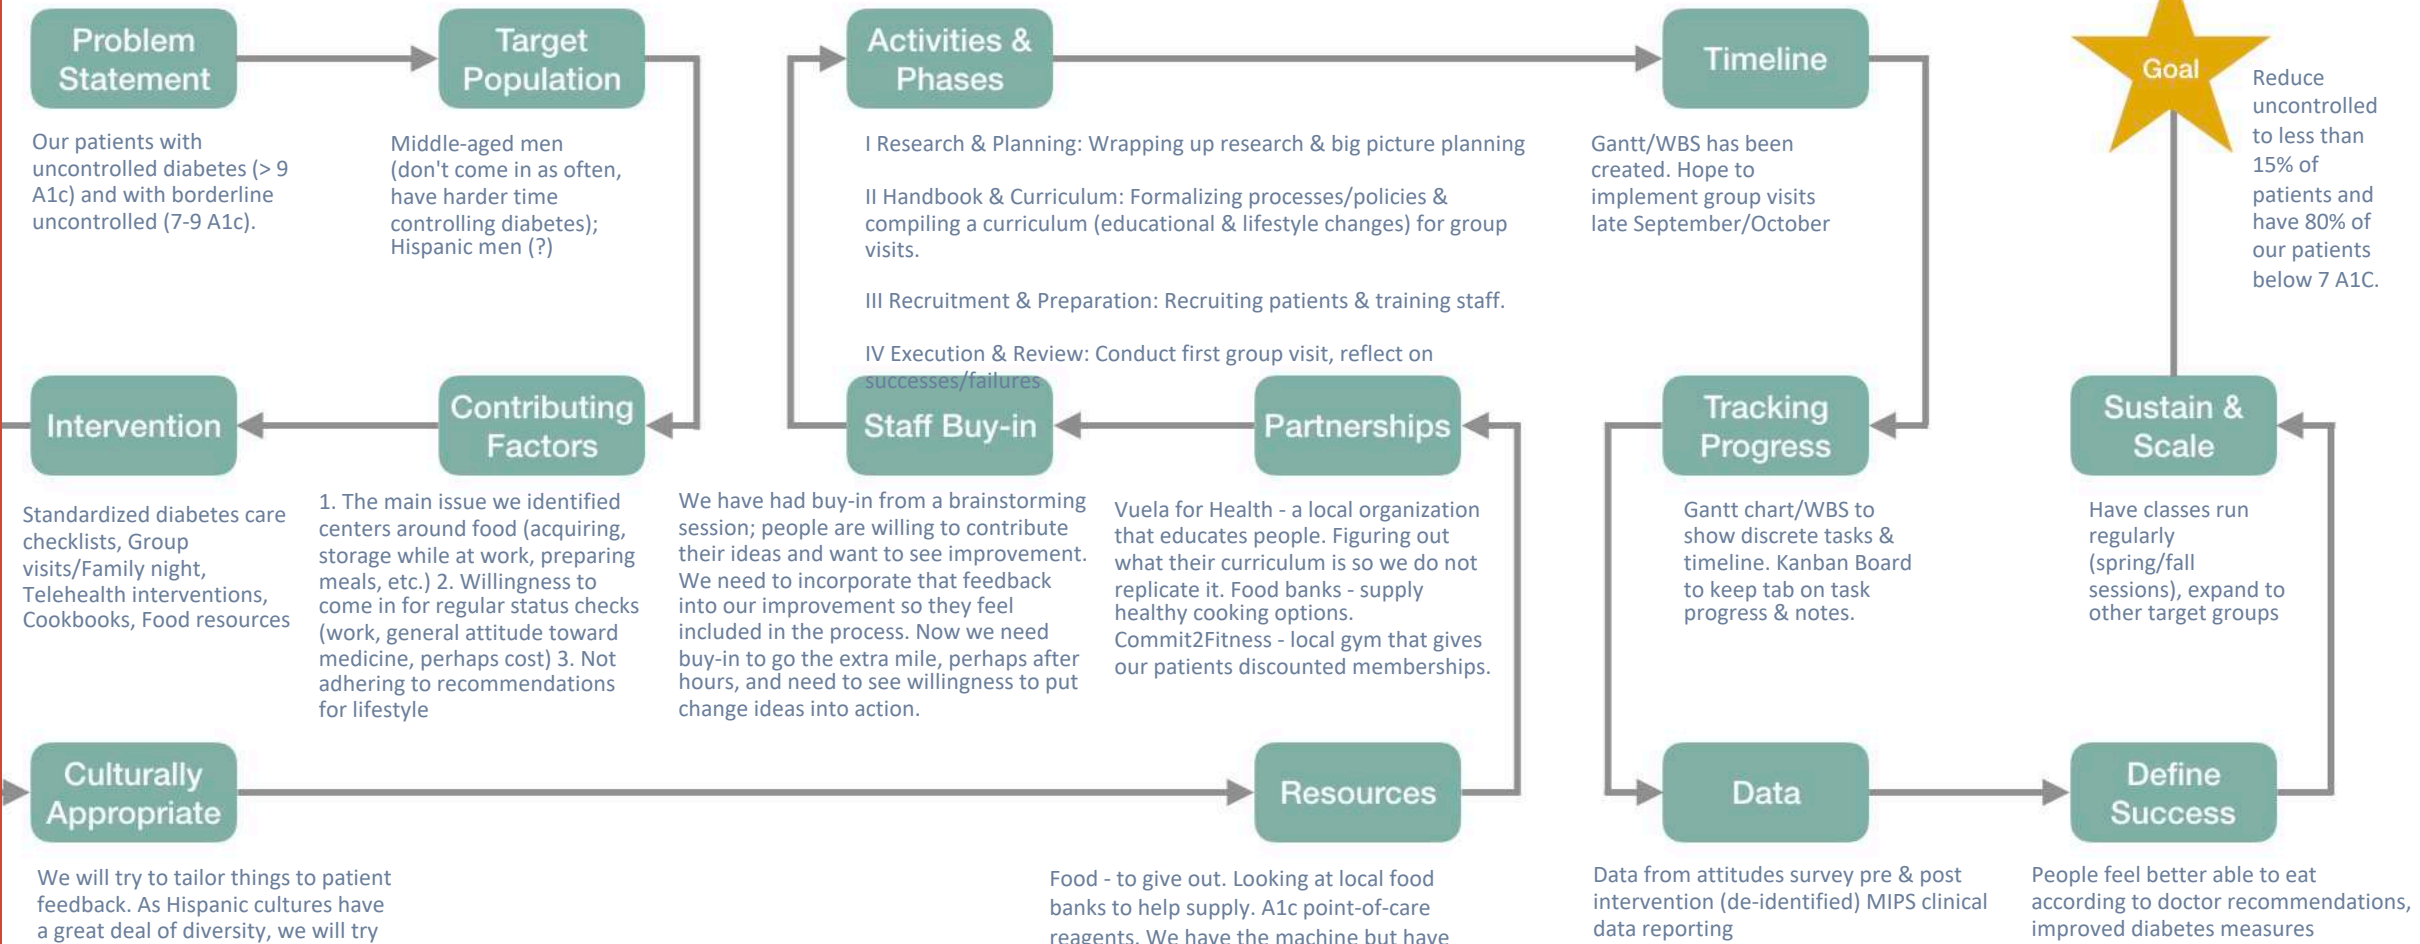 Problem
Statement
Our patients with
uncontrolled diabetes (> 9
A1c) and with borderline
uncontrolled (7-9 A1c).
Target
Population
Middle-aged men
(don't come in as often,
have harder time
controlling diabetes);
Hispanic men (?)
Contributing
Factors
1. The main issue we identified
centers around food (acquiring,
storage while at work, preparing
meals, etc.) 2. Willingness to
come in for regular status checks
(work, general attitude toward
medicine, perhaps cost) 3. Not
adhering to recommendations
for lifestyle
Intervention
Standardized diabetes care
checklists, Group
visits/Family night,
Telehealth interventions,
Cookbooks, Food resources
Culturally
Appropriate
We will try to tailor things to patient
feedback. As Hispanic cultures have
a great deal of diversity, we will try
Resources
Food - to give out. Looking at local food
banks to help supply. A1c point-of-care
reagents. We have the machine but have
Partnerships
Vuela for Health - a local organization
that educates people. Figuring out
what their curriculum is so we do not
replicate it. Food banks - supply
healthy cooking options.
Commit2Fitness - local gym that gives
our patients discounted memberships.
Staff Buy-in
We have had buy-in from a brainstorming
session; people are willing to contribute
their ideas and want to see improvement.
We need to incorporate that feedback
into our improvement so they feel
included in the process. Now we need
buy-in to go the extra mile, perhaps after
hours, and need to see willingness to put
change ideas into action.
Activities &
Phases
I Research & Planning: Wrapping up research & big picture planning
II Handbook & Curriculum: Formalizing processes/policies &
compiling a curriculum (educational & lifestyle changes) for group
visits.
III Recruitment & Preparation: Recruiting patients & training staff.
IV Execution & Review: Conduct first group visit, reflect on
successes/failures
Timeline
Gantt/WBS has been
created. Hope to
implement group visits
late September/October
Tracking
Progress
Gantt chart/WBS to
show discrete tasks &
timeline. Kanban Board
to keep tab on task
progress & notes.
Data
Data from attitudes survey pre & post
intervention (de-identified) MIPS clinical
data reporting
Define
Success
People feel better able to eat
according to doctor recommendations,
improved diabetes measures
Sustain &
Scale
Have classes run
regularly
(spring/fall
sessions), expand to
other target groups
Goal
Reduce
uncontrolled
to less than
15% of
patients and
have 80% of
our patients
below 7 A1C.